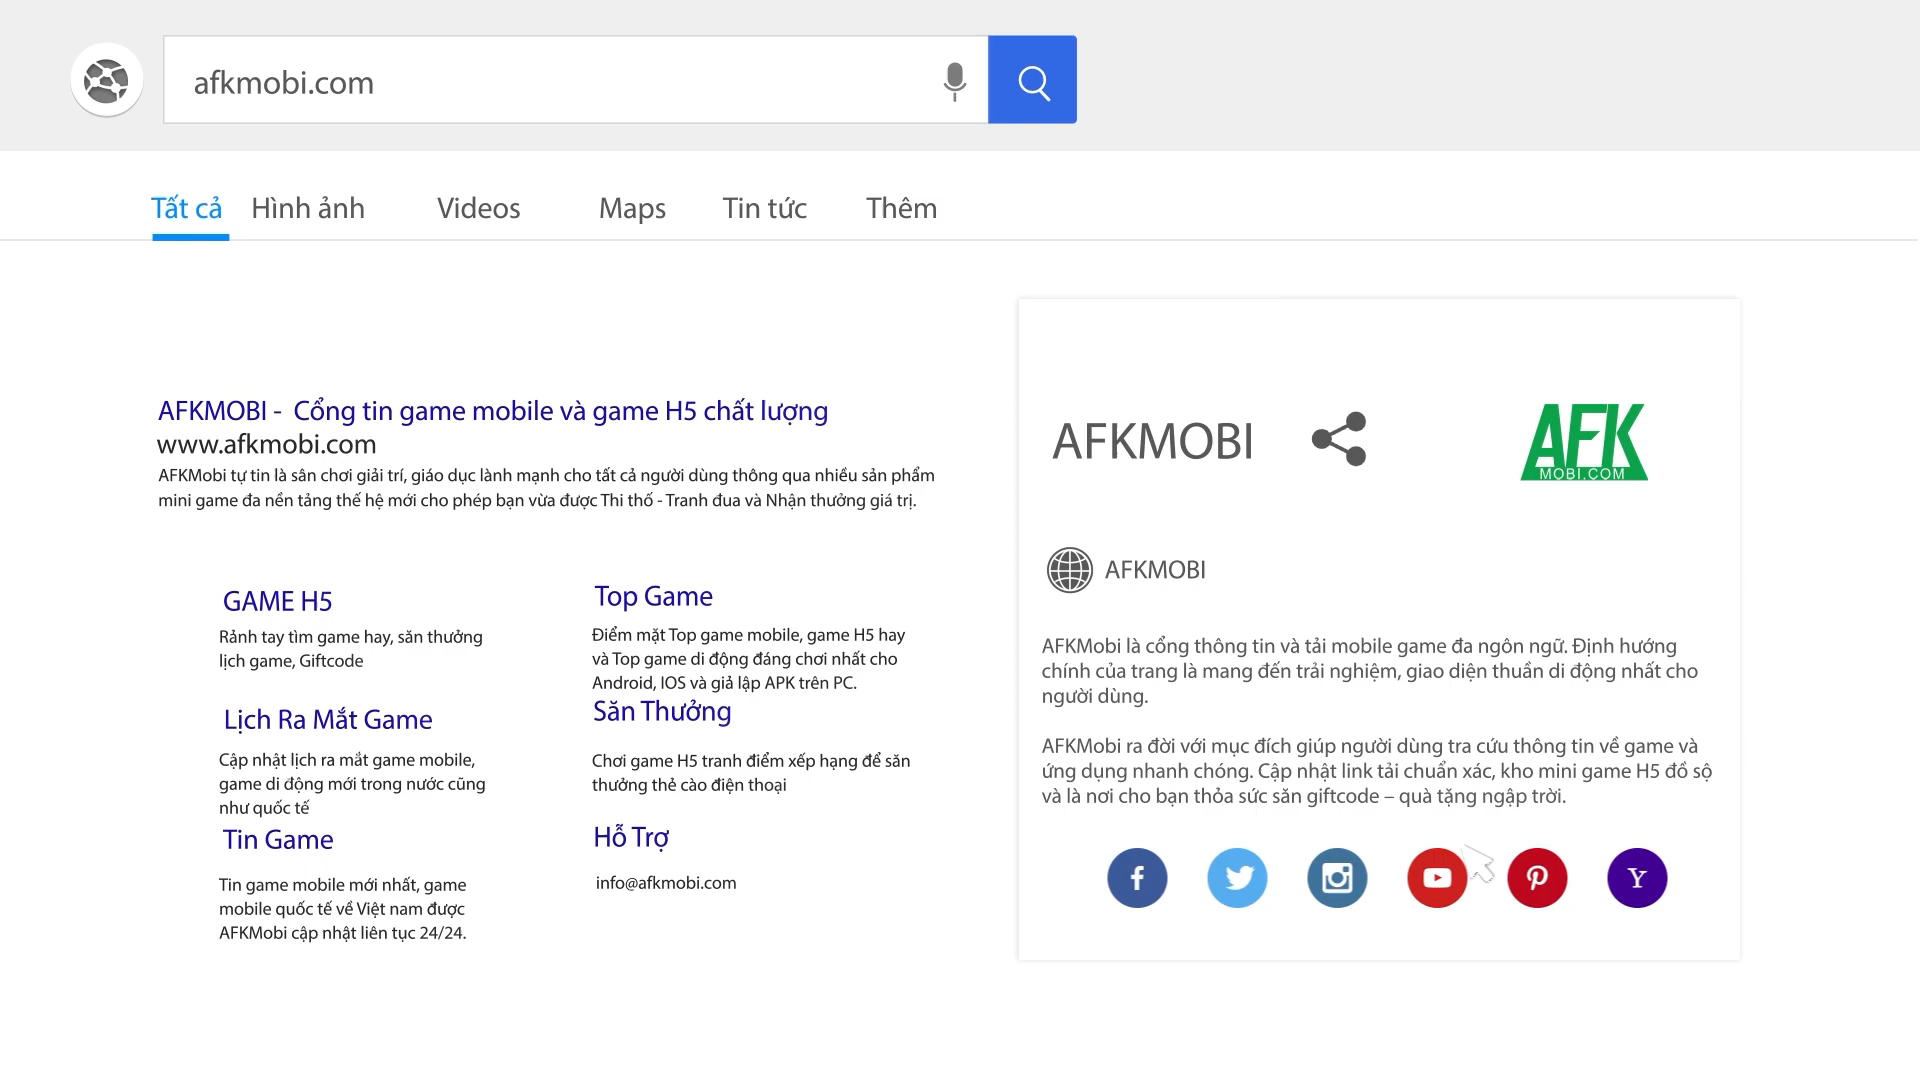 afkmobi.com
Tất cả Hình ảnh Videos Maps Tin tức Thêm
AFKMOBI - Cổng tin game mobile và game H5 chất lượng
www.afkmobi.com
AFKMobi tự tin là sân chơi giải trí, giáo dục lành mạnh cho tất cả người dùng thông qua nhiều sản phẩm
mini game đa nền tảng thế hệ mới cho phép bạn vừa được Thi thố - Tranh đua và Nhận thưởng giá trị.
GAME H5
Rảnh tay tìm game hay, săn thưởng
lịch game, Giftcode
Lịch Ra Mắt Game
Cập nhật lịch ra mắt game mobile,
game di động mới trong nước cũng
như quốc tế
Tin Game
Tin game mobile mới nhất, game
mobile quốc tế về Việt nam được
AFKMobi cập nhật liên tục 24/24.
Top Game
Điểm mặt Top game mobile, game H5 hay
và Top game di động đáng chơi nhất cho
Android, IOS và giả lập APK trên PC.
Săn Thưởng
Chơi game H5 tranh điểm xếp hạng để săn
thưởng thẻ cào điện thoại
Hỗ Trợ
info@afkmobi.com
AFKMOBI
AFK
MOBI.COM
AFKMOBI
AFKMobi là cổng thông tin và tải mobile game đa ngôn ngữ. Định hướng
chính của trang là mang đến trải nghiệm, giao diện thuần di động nhất cho
người dùng.
AFKMobi ra đời với mục đích giúp người dùng tra cứu thông tin về game và
ứng dụng nhanh chóng. Cập nhật link tải chuẩn xác, kho mini game H5 đồ sộ
và là nơi cho bạn thỏa sức săn giftcode – quà tặng ngập trời.